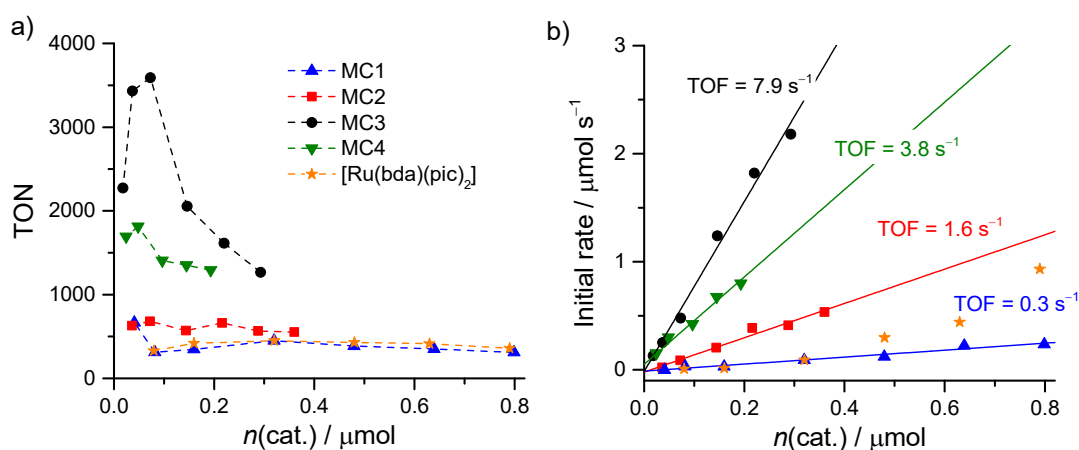 a)
TON
4000
3000
2000
1000
0
0.0 0.2 0.4 0.6 0.8
n(cat.) / μmol
MC1
MC2
MC3
MC4
[Ru(bda)(pic)₂]
b)
Initial rate / μmol s⁻¹
3
2
1
0
0.0 0.2 0.4 0.6 0.8
n(cat.) / μmol
TOF = 7.9 s⁻¹
TOF = 3.8 s⁻¹
TOF = 1.6 s⁻¹
TOF = 0.3 s⁻¹